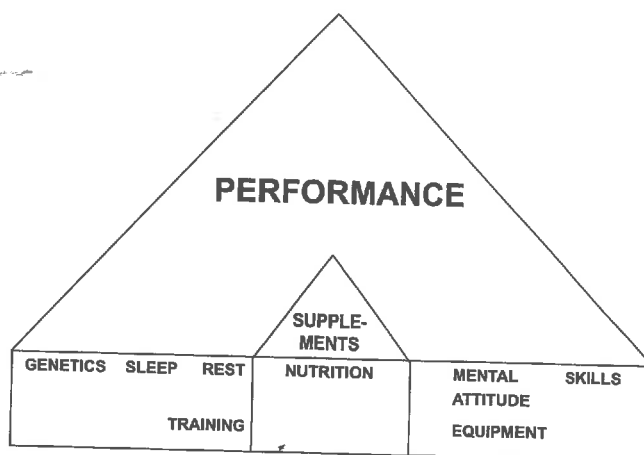 PERFORMANCE
SUPPLE-
MENTS
GENETICS SLEEP REST
TRAINING
NUTRITION
MENTAL SKILLS
ATTITUDE
EQUIPMENT